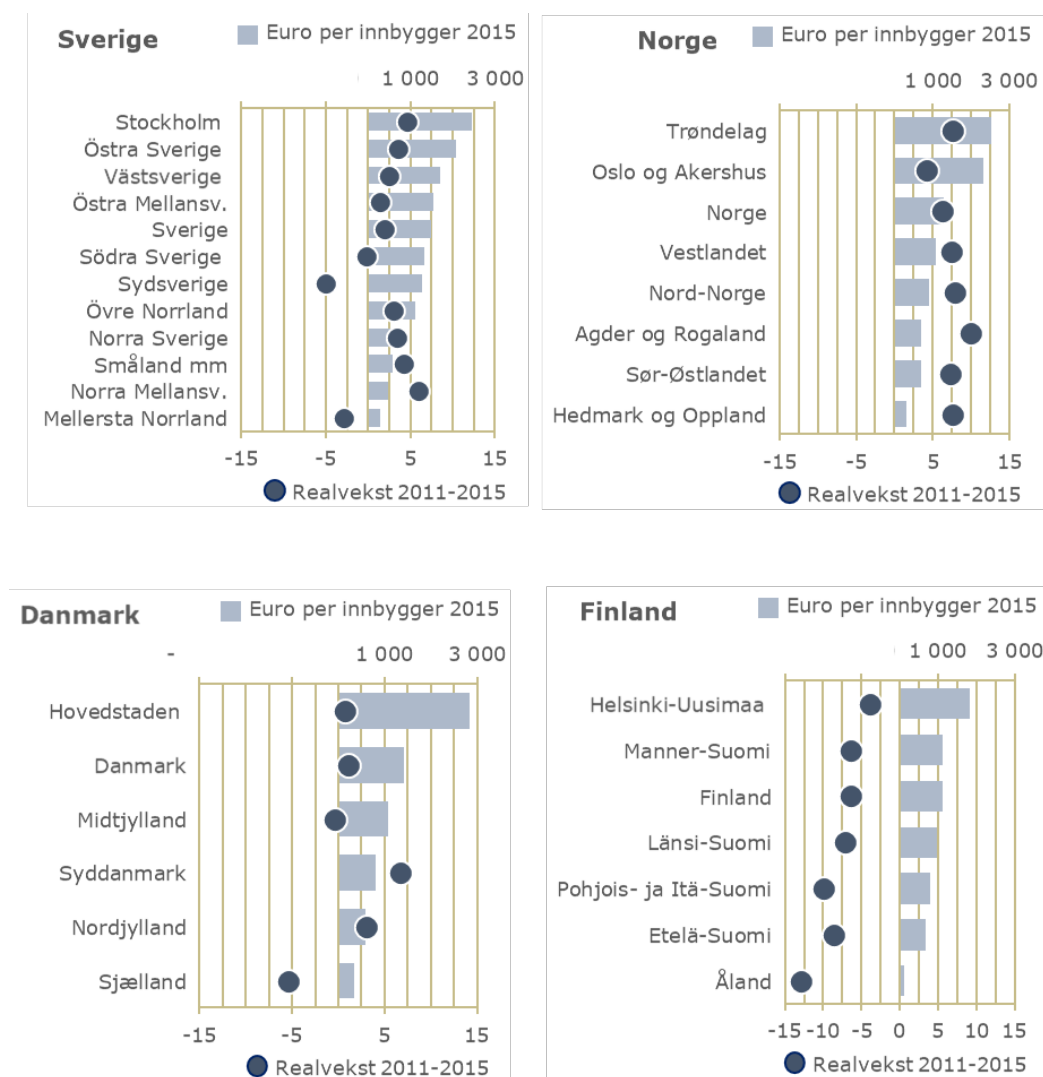 Sverige
Euro per innbygger 2015
1 000 3 000
Stockholm
Östra Sverige
Västsverige
Östra Mellansv.
Sverige
Södra Sverige
Sydsverige
Övre Norrland
Norra Sverige
Småland mm
Norra Mellansv.
Mellersta Norrland
-15 -5 5 15
Realvekst 2011-2015
Norge
Euro per innbygger 2015
1 000 3 000
Trøndelag
Oslo og Akershus
Norge
Vestlandet
Nord-Norge
Agder og Rogaland
Sør-Østlandet
Hedmark og Oppland
-15 -5 5 15
Realvekst 2011-2015
Danmark
Euro per innbygger 2015
- 1 000 3 000
Hovedstaden
Danmark
Midtjylland
Syddanmark
Nordjylland
Sjælland
-15 -5 5 15
Realvekst 2011-2015
Finland
Euro per innbygger 2015
1 000 3 000
Helsinki-Uusimaa
Manner-Suomi
Finland
Länsi-Suomi
Pohjois- ja Itä-Suomi
Etelä-Suomi
Åland
-15 -10 -5 0 5 10 15
Realvekst 2011-2015